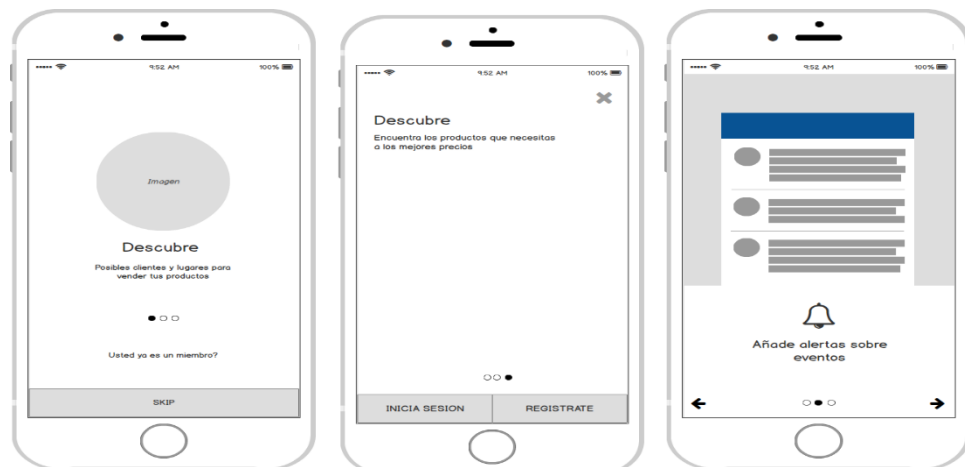 9:52 AM 100%
Imagen
Descubre
Posibles clientes y lugares para
vender tus productos
Usted ya es un miembro?
SKIP
9:52 AM 100%
Descubre
Encuentra los productos que necesitas
a los mejores precios
INICIA SESION REGISTRATE
9:52 AM 100%
Añade alertas sobre
eventos